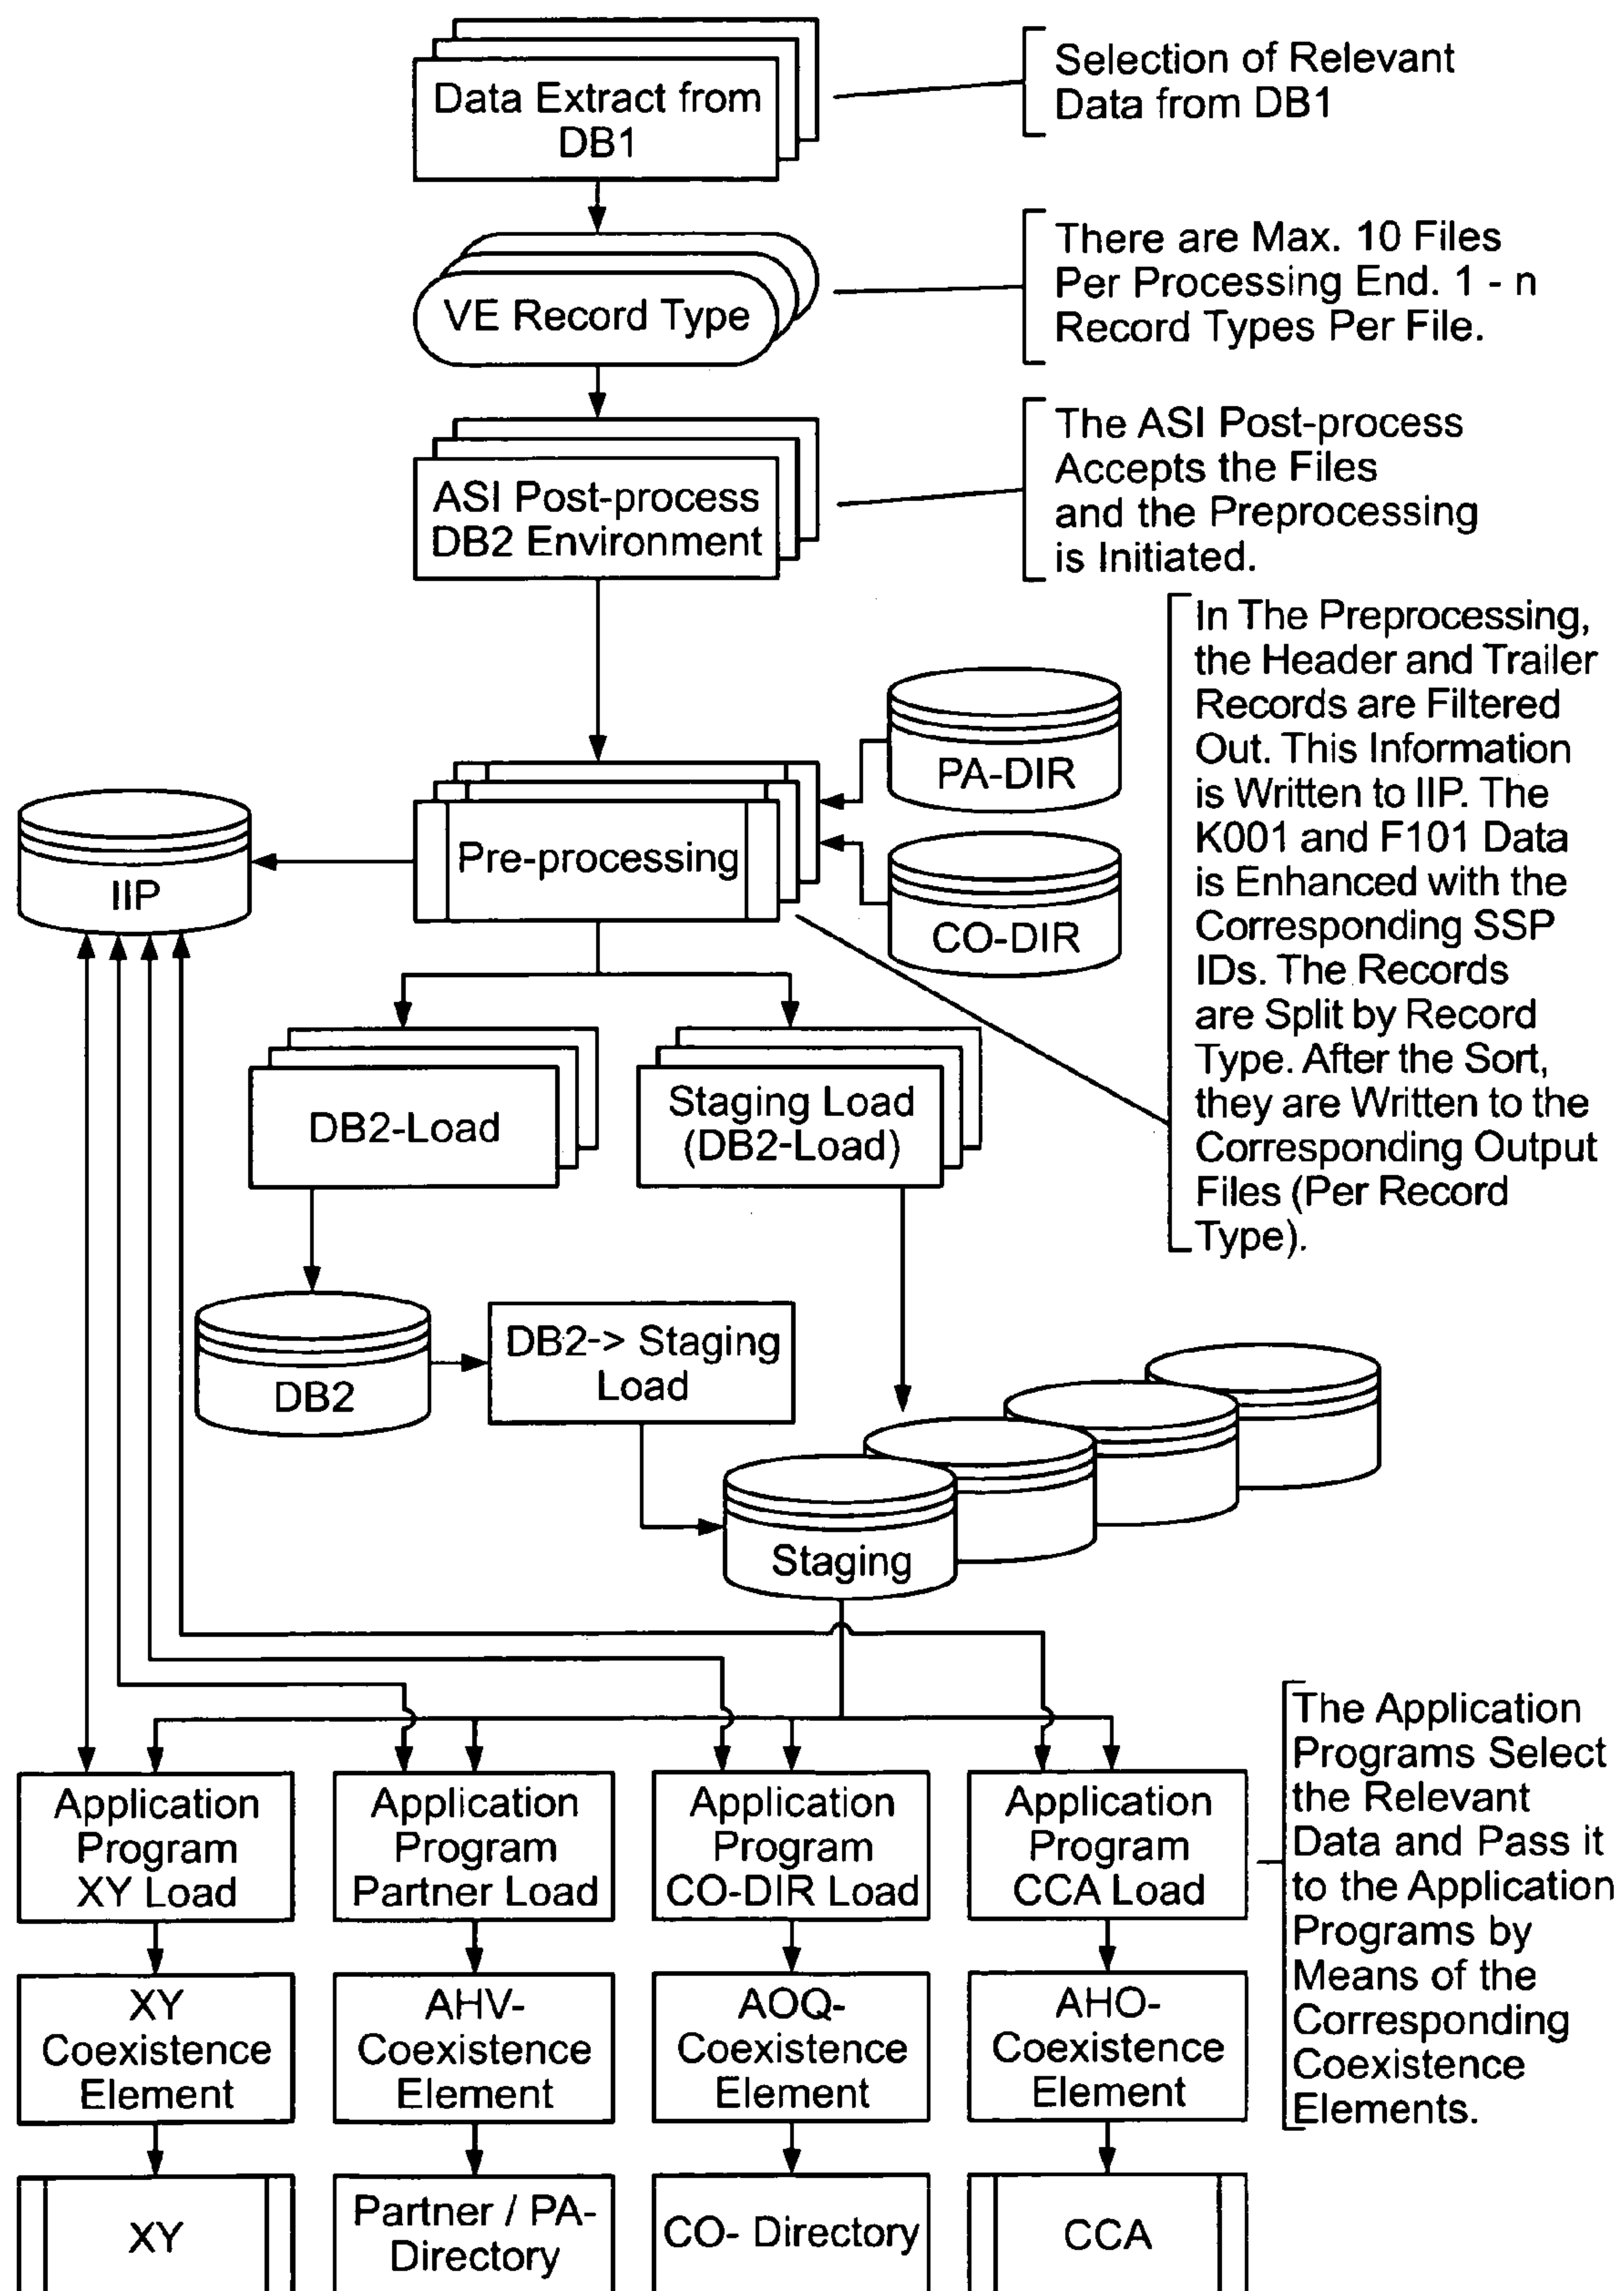 Data Extract from
DB1
Selection of Relevant
Data from DB1
VE Record Type
There are Max. 10 Files
Per Processing End. 1 - n
Record Types Per File.
ASI Post-process
DB2 Environment
The ASI Post-process
Accepts the Files
and the Preprocessing
is Initiated.
PA-DIR
CO-DIR
Pre-processing
IIP
In The Preprocessing,
the Header and Trailer
Records are Filtered
Out. This Information
is Written to IIP. The
K001 and F101 Data
is Enhanced with the
Corresponding SSP
IDs. The Records
are Split by Record
Type. After the Sort,
they are Written to the
Corresponding Output
Files (Per Record
Type).
DB2-Load
Staging Load
(DB2-Load)
DB2
DB2-> Staging
Load
Staging
Application
Program
XY Load
Application
Program
Partner Load
Application
Program
CO-DIR Load
Application
Program
CCA Load
The Application
Programs Select
the Relevant
Data and Pass it
to the Application
Programs by
Means of the
Corresponding
Coexistence
Elements.
XY
Coexistence
Element
AHV-
Coexistence
Element
AOQ-
Coexistence
Element
AHO-
Coexistence
Element
XY
Partner / PA-
Directory
CO- Directory
CCA